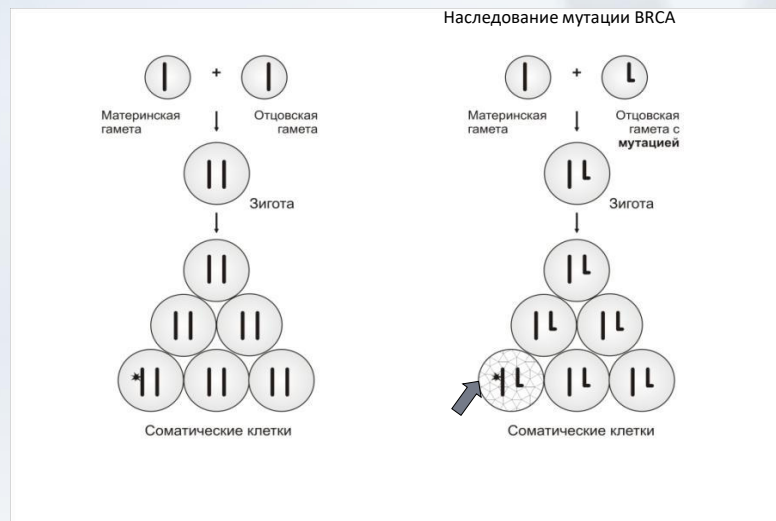 Наследование мутации BRCA
Материнская
гамета
Отцовская
гамета
Зигота
Соматические клетки
Материнская
гамета
Отцовская
гамета с
мутацией
Зигота
Соматические клетки